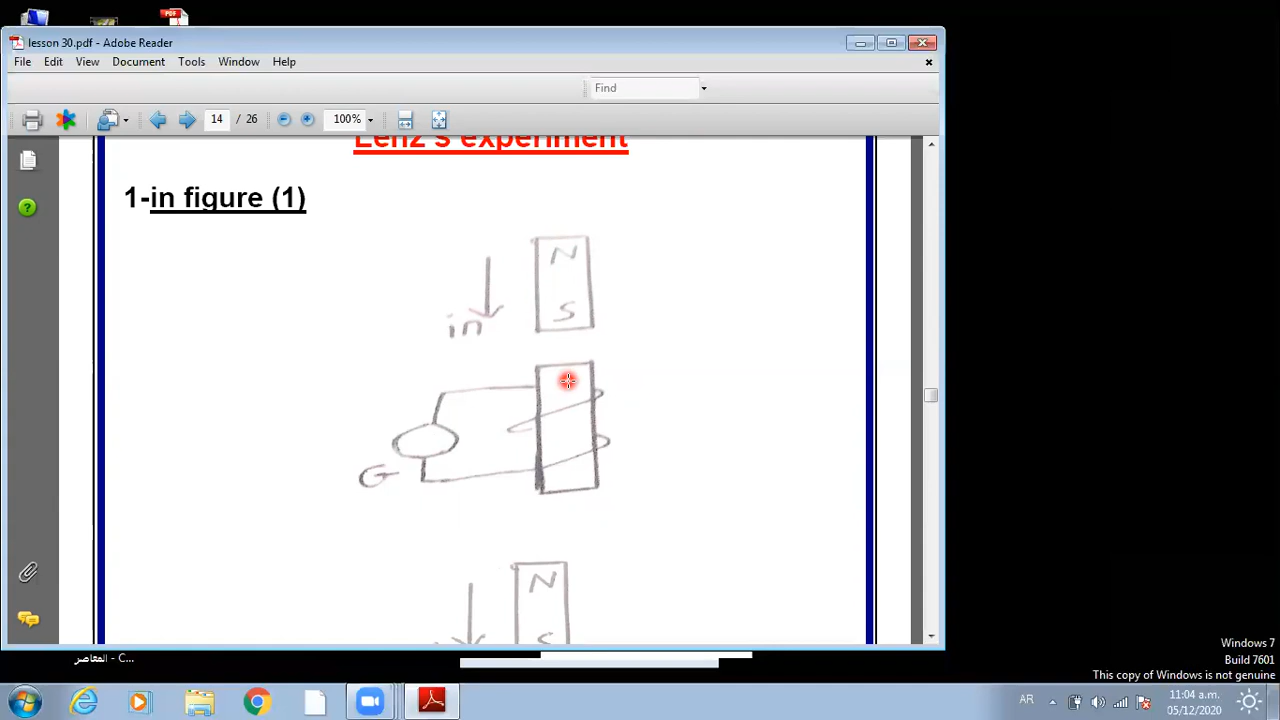 lesson 30.pdf - Adobe Reader
File Edit View Document Tools Window Help
Find
14 / 26 100%
Lenz's experiment
1-in figure (1)
N
S
in
G
N
S
المعاصر - C...
Windows 7
Build 7601
This copy of Windows is not genuine
AR
11:04 a.m.
05/12/2020